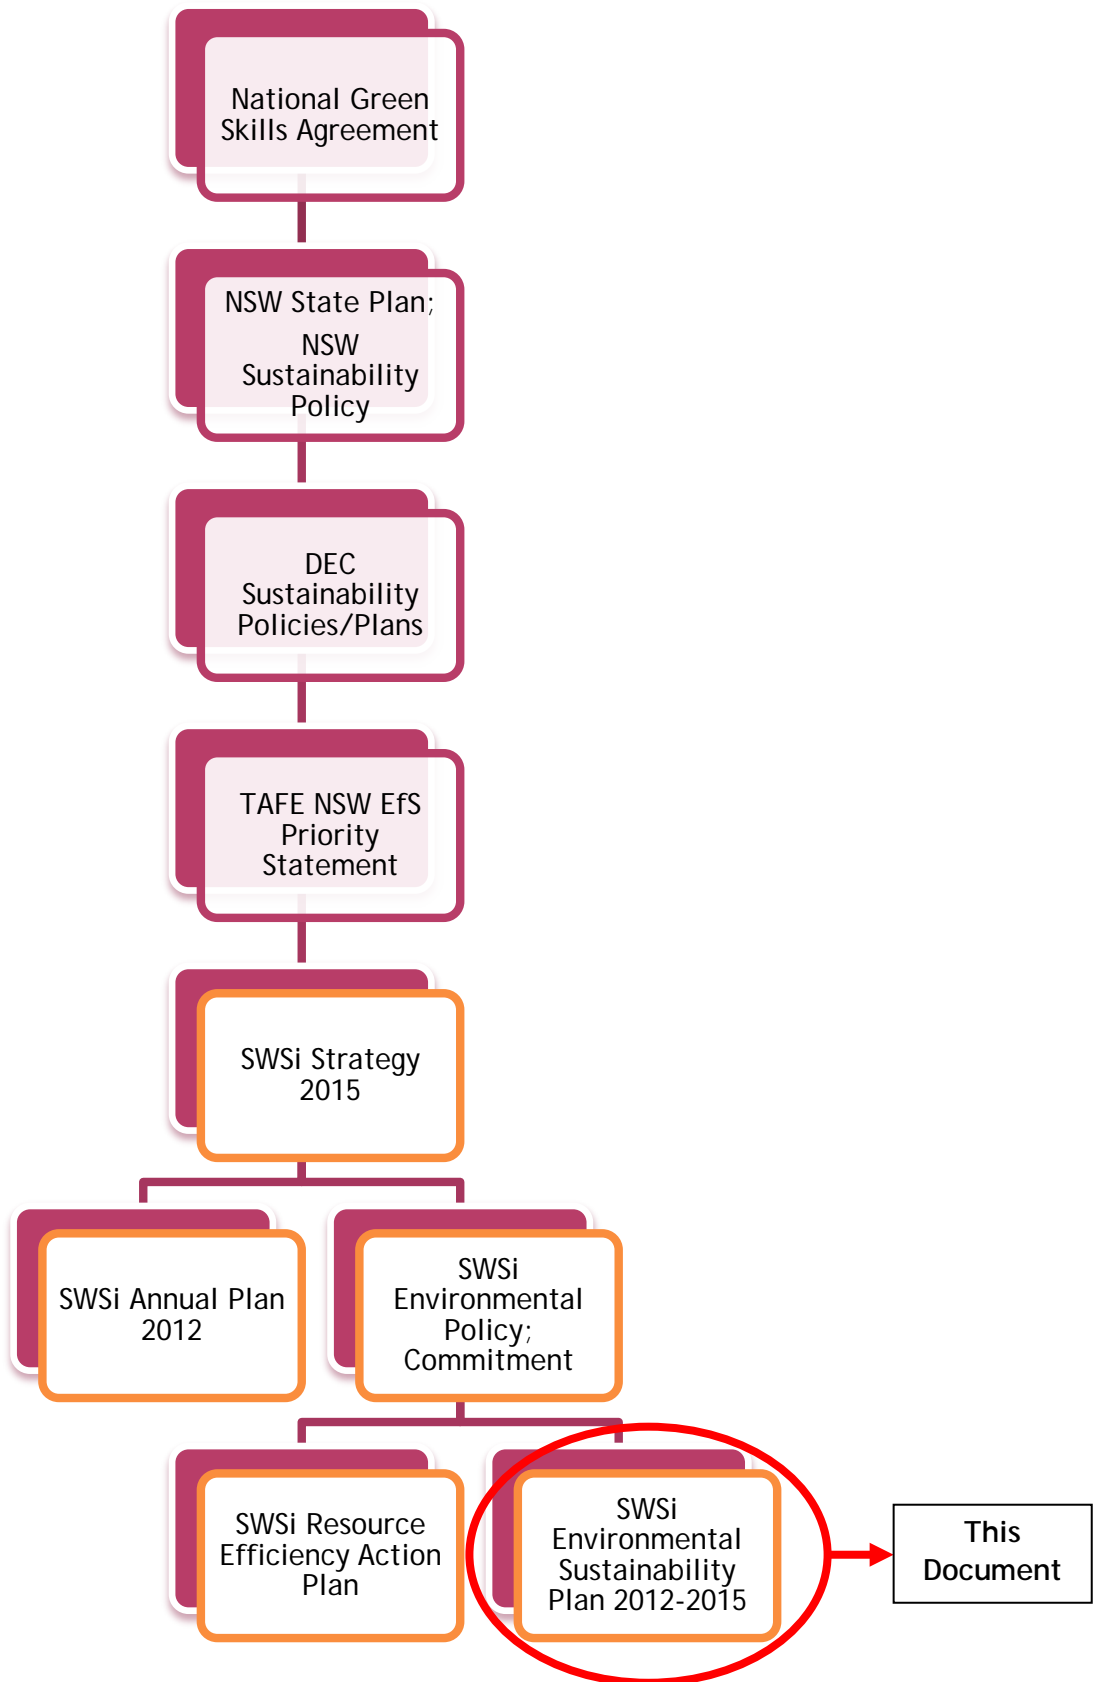 National Green
Skills Agreement
NSW State Plan;
NSW
Sustainability
Policy
DEC
Sustainability
Policies/Plans
TAFE NSW EfS
Priority
Statement
SWSi Strategy
2015
SWSi Annual Plan
2012
SWSi
Environmental
Policy;
Commitment
SWSi Resource
Efficiency Action
Plan
SWSi
Environmental
Sustainability
Plan 2012-2015
This
Document